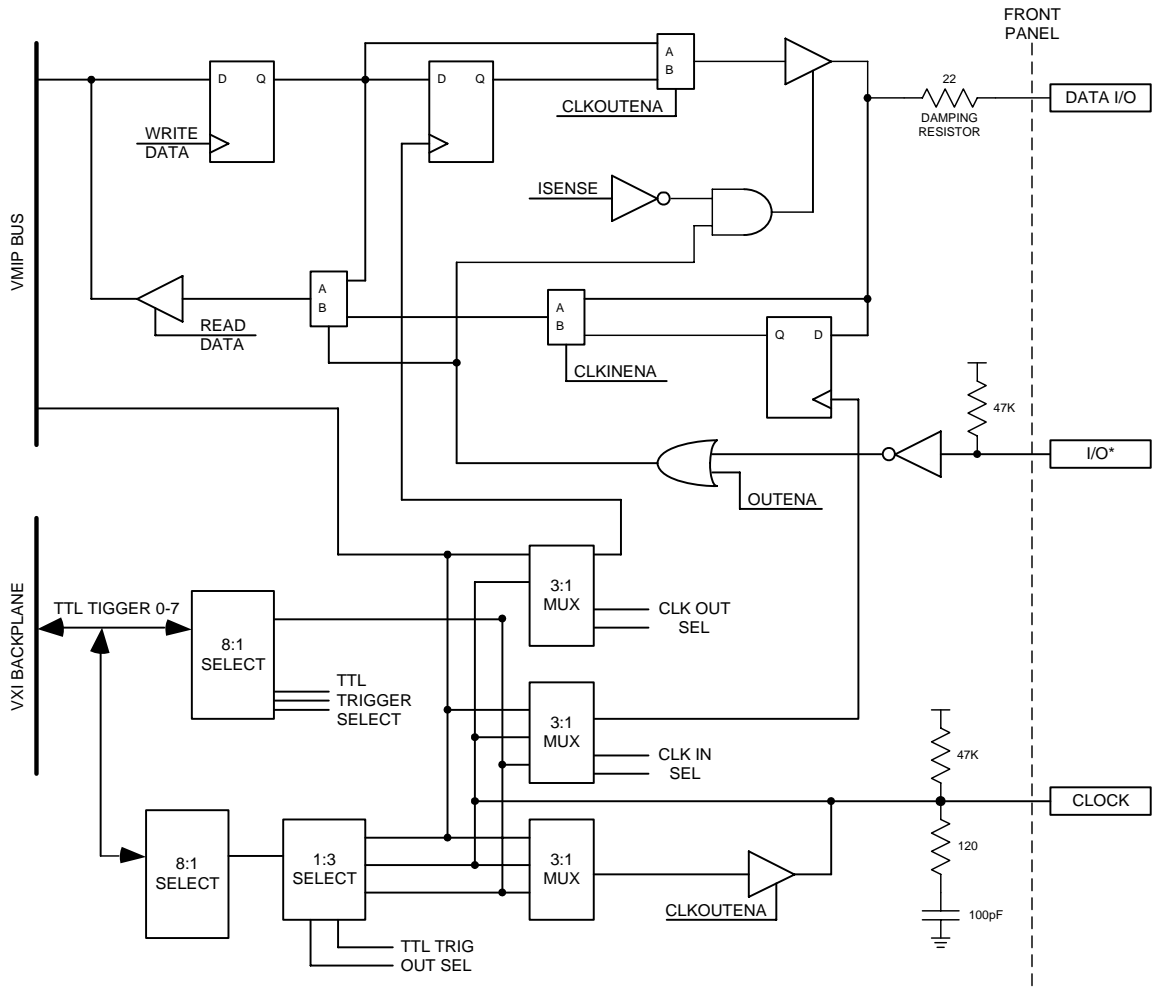 FRONT
PANEL
VMIP BUS
D
Q
WRITE
DATA
D
Q
A
B
CLKOUTENA
22
DAMPING
RESISTOR
DATA I/O
ISENSE
READ
DATA
A
B
A
B
CLKINENA
Q
D
47K
I/O*
OUTENA
VXI BACKPLANE
TTL TIGGER 0-7
8:1
SELECT
TTL
TRIGGER
SELECT
3:1
MUX
CLK OUT
SEL
3:1
MUX
CLK IN
SEL
47K
CLOCK
120
100pF
8:1
SELECT
1:3
SELECT
3:1
MUX
CLKOUTENA
TTL TRIG
OUT SEL